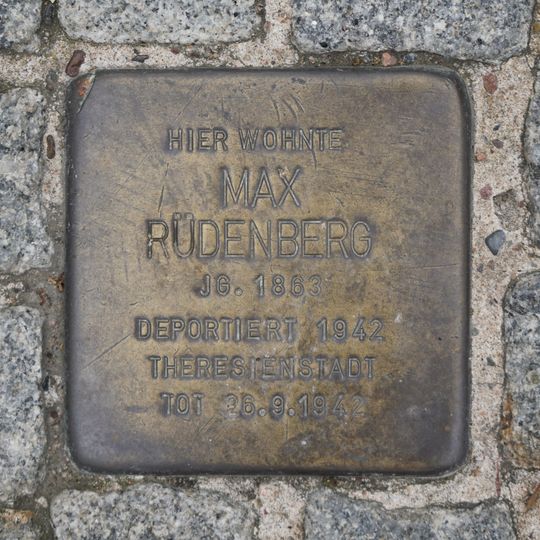 HIER WOHNTE
MAX
RÜDENBERG
JG. 1863
DEPORTIERT 1942
THERESIENSTADT
TOT 26.9.1942